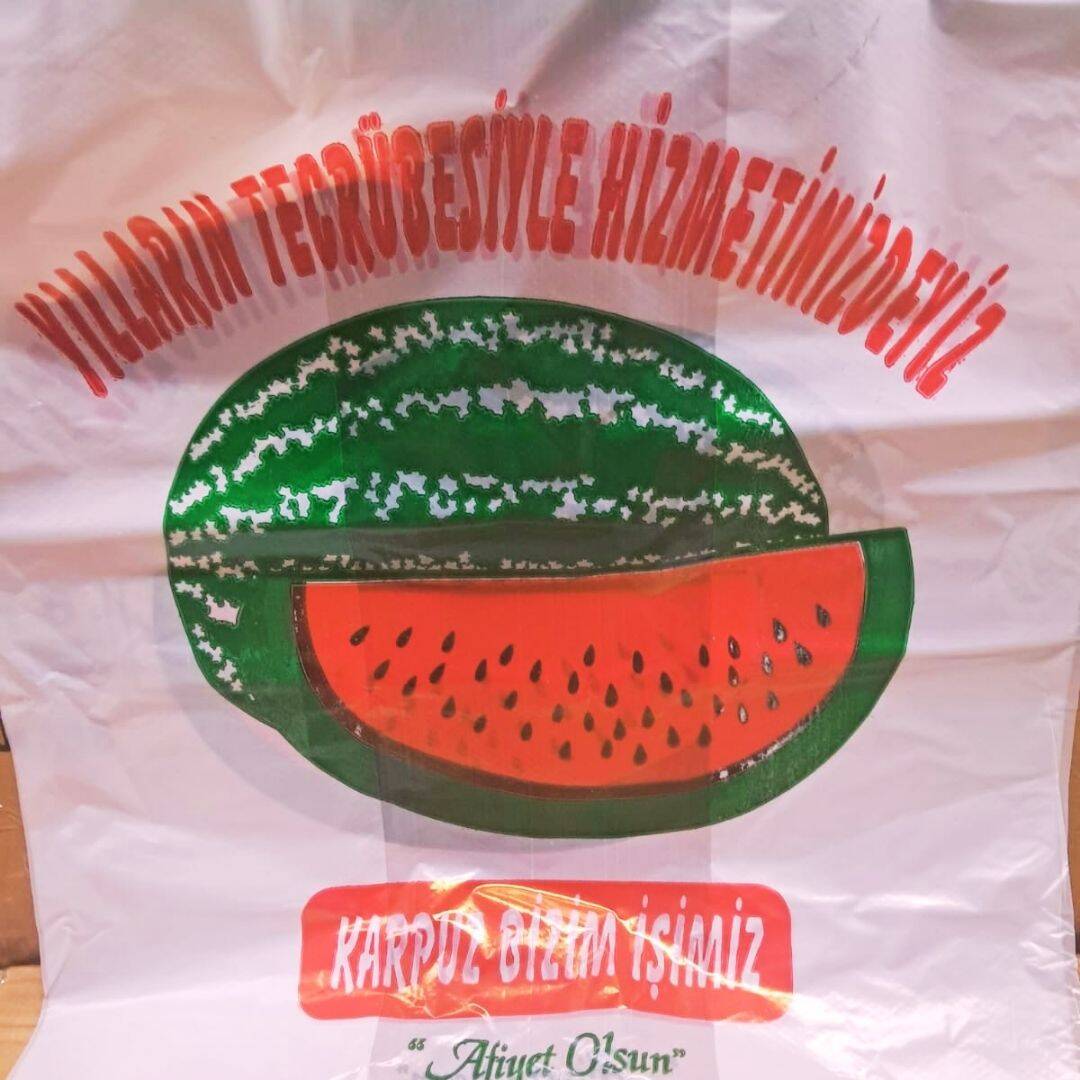 YILLARIN TECRÜBESİYLE HİZMETİNİZDEYİZ
KARPUZ BİZİM İŞİMİZ
“Afiyet Olsun”